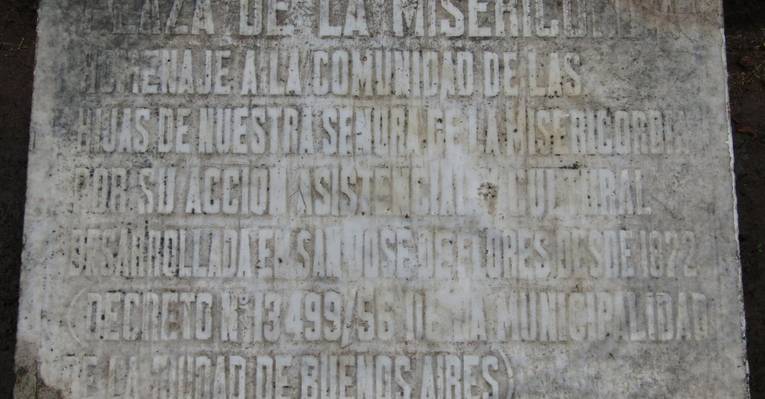 PLAZA DE LA MISERICORDIA
HOMENAJE A LA COMUNIDAD DE LAS
HIJAS DE NUESTRA SEÑORA DE LA MISERICORDIA
POR SU ACCION ASISTENCIAL Y CULTURAL
DESARROLLADA EN SAN JOSE DE FLORES DESDE 1872
(DECRETO Nº 13499/56 DE LA MUNICIPALIDAD
DE LA CIUDAD DE BUENOS AIRES)